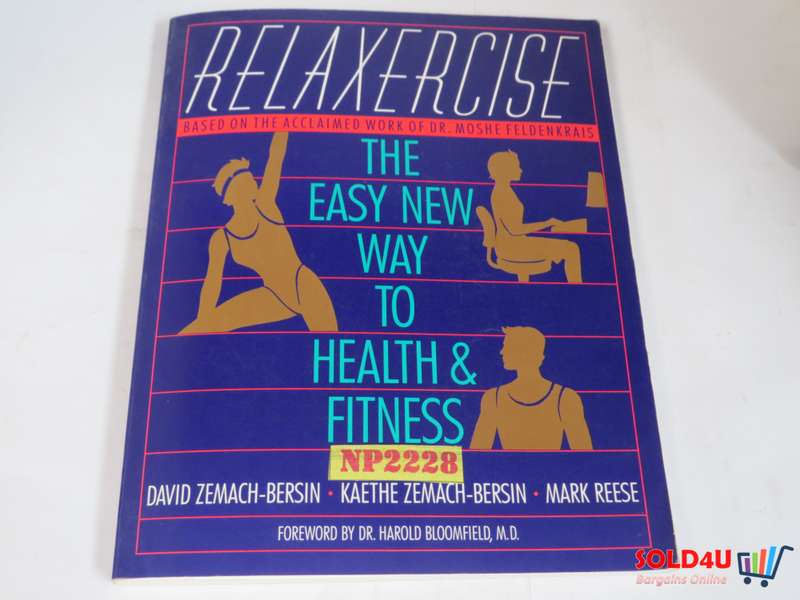 RELAXERCISE
BASED ON THE ACCLAIMED WORK OF DR. MOSHE FELDENKRAIS
THE
EASY NEW
WAY
TO
HEALTH &
FITNESS
NP2228
DAVID ZEMACH-BERSIN · KAETHE ZEMACH-BERSIN · MARK REESE
FOREWORD BY DR. HAROLD BLOOMFIELD, M.D.
SOLD4U
Bargains Online